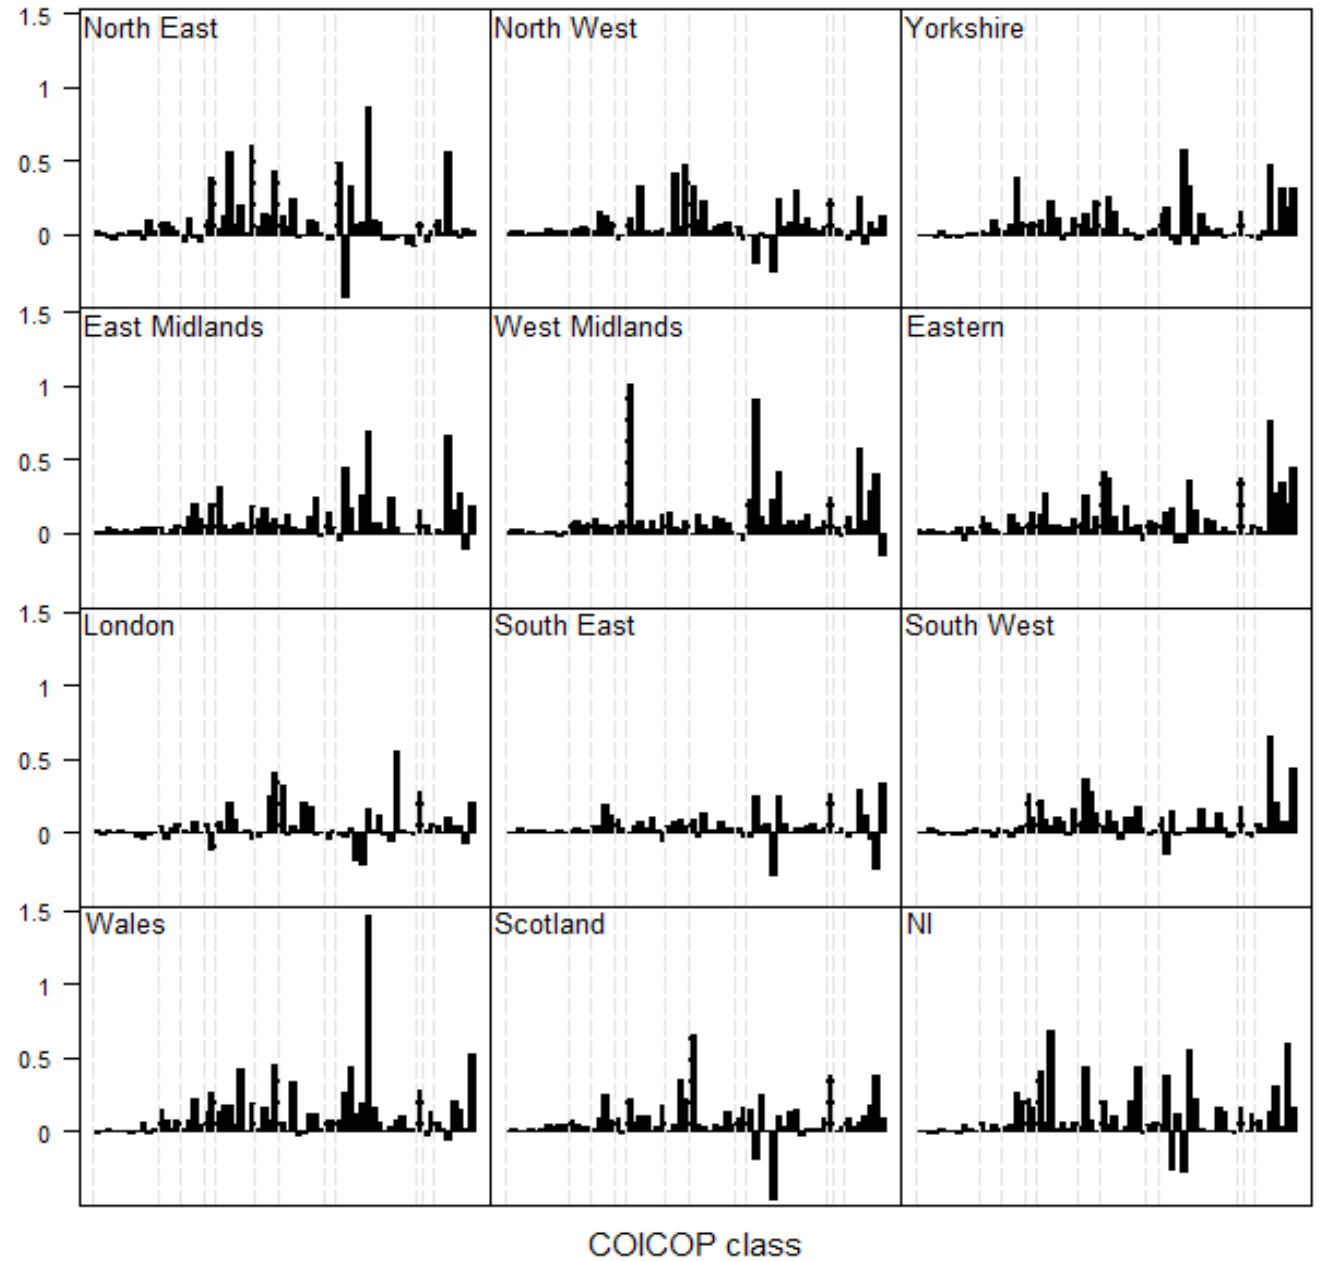 1.5
North East
North West
Yorkshire
1
0.5
0
1.5
East Midlands
West Midlands
Eastern
1
0.5
0
1.5
London
South East
South West
1
0.5
0
1.5
Wales
Scotland
NI
1
0.5
0
COICOP class